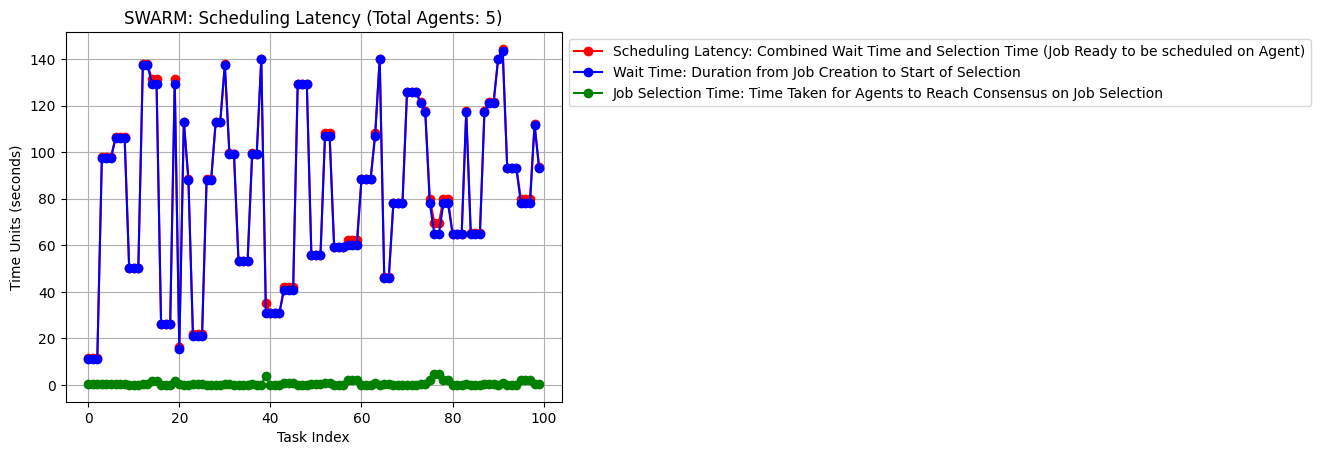 SWARM: Scheduling Latency (Total Agents: 5)
Scheduling Latency: Combined Wait Time and Selection Time (Job Ready to be scheduled on Agent)
Wait Time: Duration from Job Creation to Start of Selection
Job Selection Time: Time Taken for Agents to Reach Consensus on Job Selection
Time Units (seconds)
140
120
100
80
60
40
20
0
0 20 40 60 80 100
Task Index